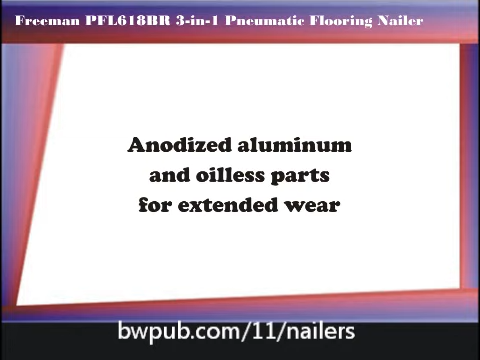 Freeman PFL618BR 3-in-1 Pneumatic Flooring Nailer
Anodized aluminum
and oilless parts
for extended wear
bwpub.com/11/nailers